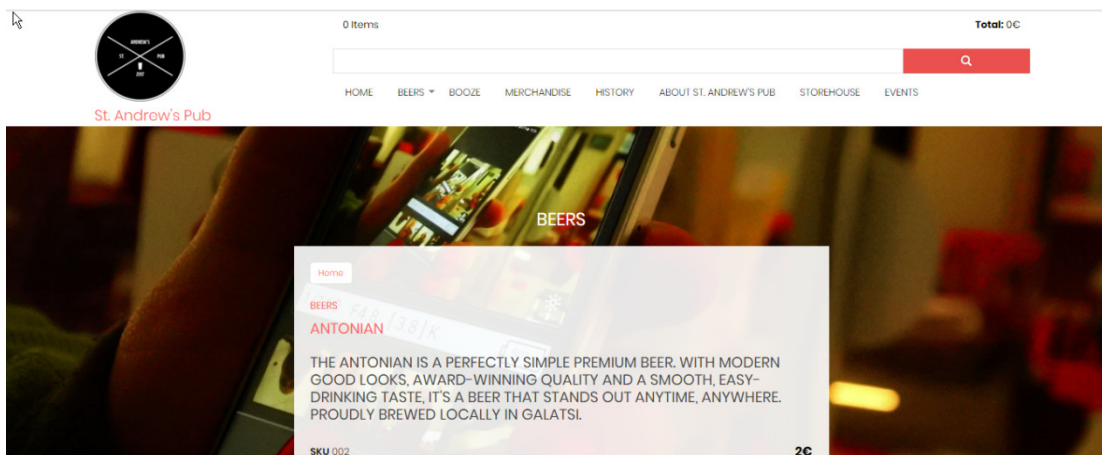 0 Items
Total: 0€
ANDREW'S
ST.
PUB
2017
St. Andrew's Pub
HOME BEERS BOOZE MERCHANDISE HISTORY ABOUT ST. ANDREW'S PUB STOREHOUSE EVENTS
BEERS
Home
BEERS
ANTONIAN
THE ANTONIAN IS A PERFECTLY SIMPLE PREMIUM BEER. WITH MODERN
GOOD LOOKS, AWARD-WINNING QUALITY AND A SMOOTH, EASY-
DRINKING TASTE, IT'S A BEER THAT STANDS OUT ANYTIME, ANYWHERE.
PROUDLY BREWED LOCALLY IN GALATSI.
SKU 002
2€